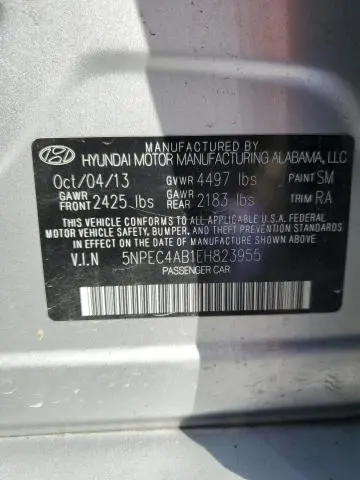 MANUFACTURED BY
HYUNDAI MOTOR MANUFACTURING ALABAMA, LLC
Oct/04/13 GVWR 4497 lbs PAINT SM
GAWR FRONT 2425 lbs GAWR REAR 2183 lbs TRIM RA
THIS VEHICLE CONFORMS TO ALL APPLICABLE U.S.A. FEDERAL
MOTOR VEHICLE SAFETY, BUMPER, AND THEFT PREVENTION
STANDARDS IN EFFECT ON THE DATE OF MANUFACTURE SHOWN ABOVE.
V.I.N 5NPEC4AB1EH823955
PASSENGER CAR